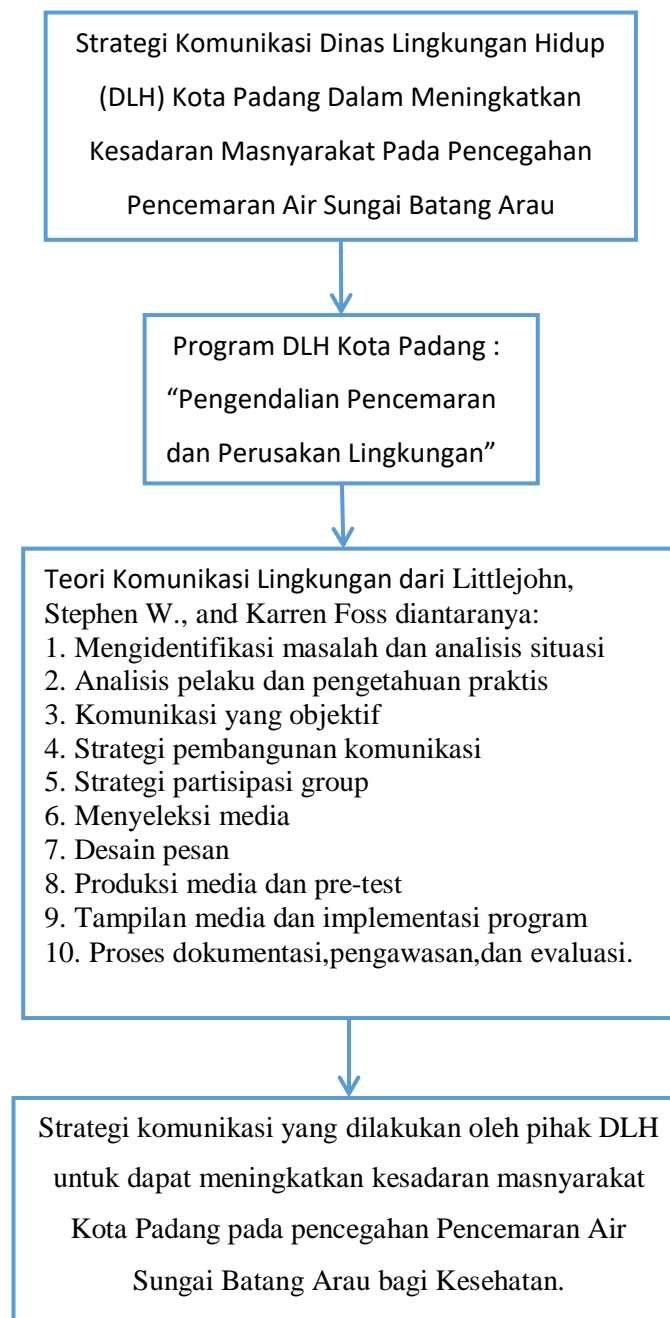 Strategi Komunikasi Dinas Lingkungan Hidup
(DLH) Kota Padang Dalam Meningkatkan
Kesadaran Masnyarakat Pada Pencegahan
Pencemaran Air Sungai Batang Arau
Program DLH Kota Padang :
“Pengendalian Pencemaran
dan Perusakan Lingkungan”
Teori Komunikasi Lingkungan dari Littlejohn,
Stephen W., and Karren Foss diantaranya:
1. Mengidentifikasi masalah dan analisis situasi
2. Analisis pelaku dan pengetahuan praktis
3. Komunikasi yang objektif
4. Strategi pembangunan komunikasi
5. Strategi partisipasi group
6. Menyeleksi media
7. Desain pesan
8. Produksi media dan pre-test
9. Tampilan media dan implementasi program
10. Proses dokumentasi,pengawasan,dan evaluasi.
Strategi komunikasi yang dilakukan oleh pihak DLH
untuk dapat meningkatkan kesadaran masnyarakat
Kota Padang pada pencegahan Pencemaran Air
Sungai Batang Arau bagi Kesehatan.